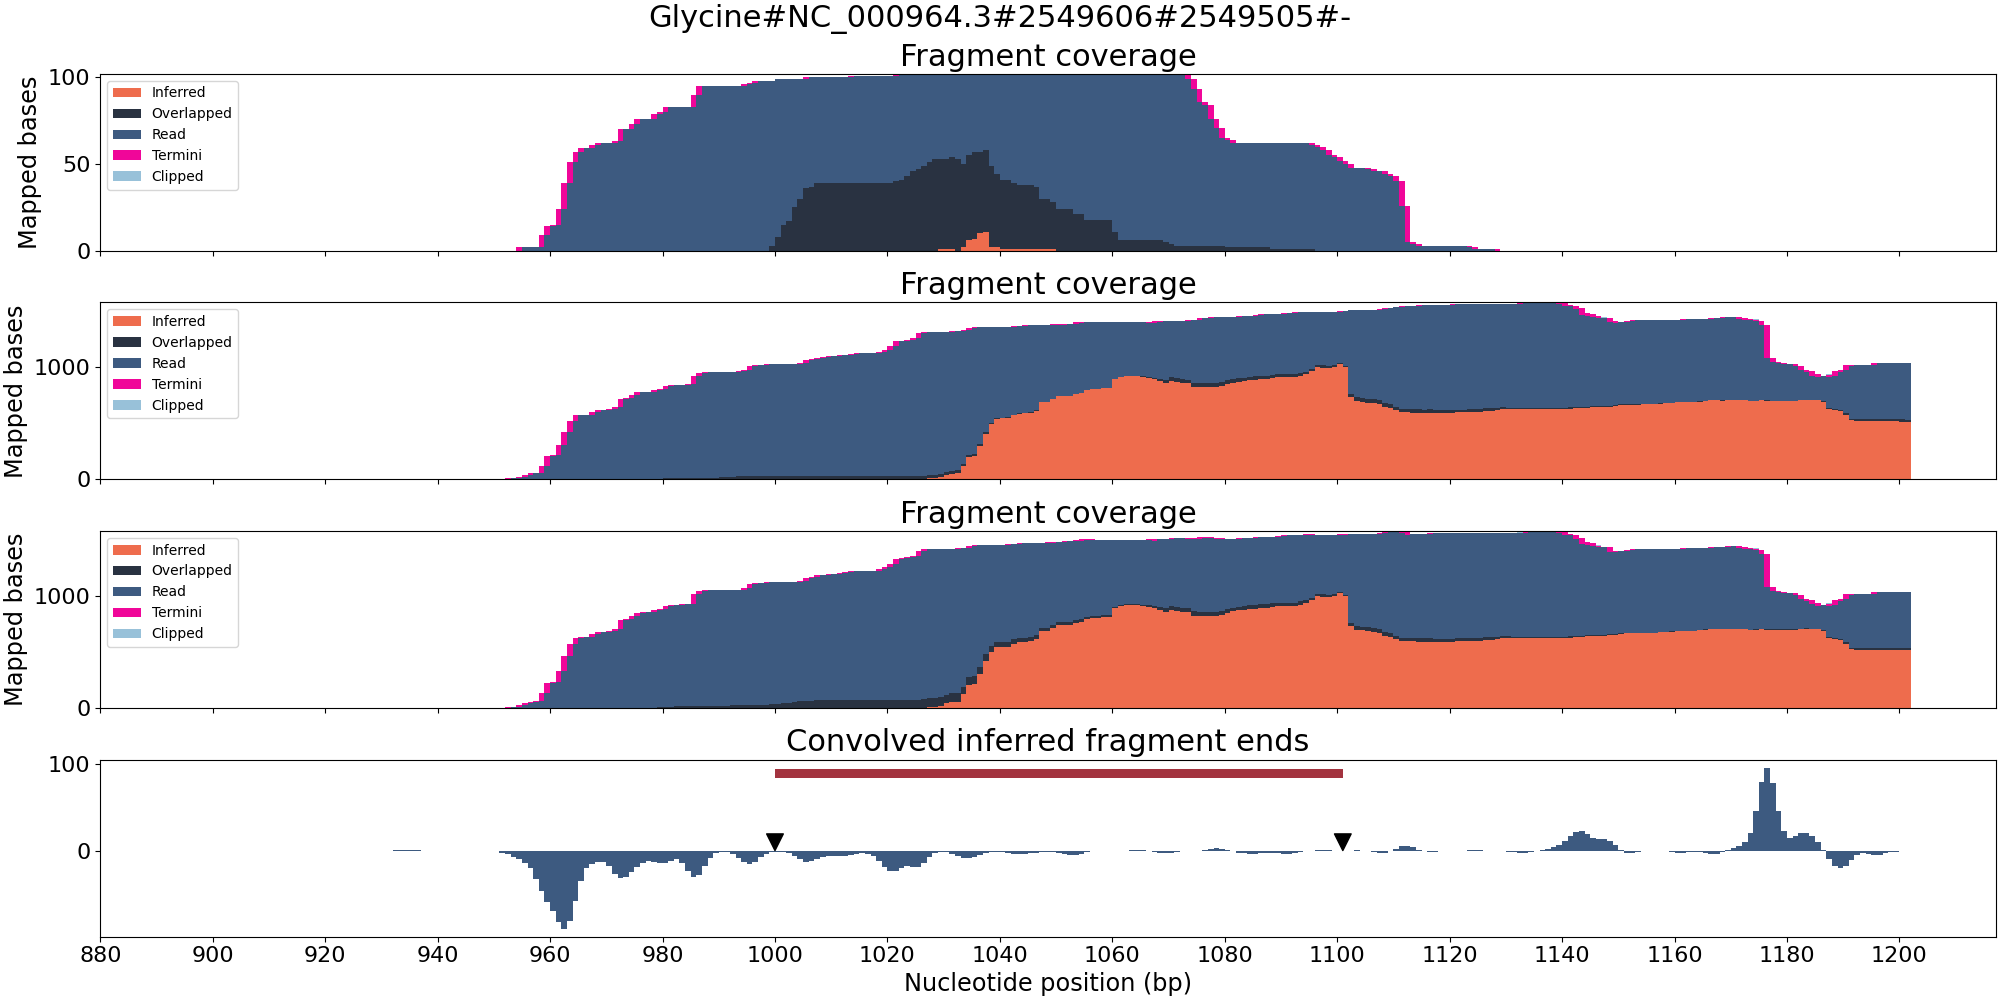 Glycine#NC_000964.3#2549606#2549505#-
Fragment coverage
Mapped bases
100
50
0
Inferred
Overlapped
Read
Termini
Clipped
Fragment coverage
Mapped bases
1000
0
Inferred
Overlapped
Read
Termini
Clipped
Fragment coverage
Mapped bases
1000
0
Inferred
Overlapped
Read
Termini
Clipped
Convolved inferred fragment ends
100
0
880 900 920 940 960 980 1000 1020 1040 1060 1080 1100 1120 1140 1160 1180 1200
Nucleotide position (bp)